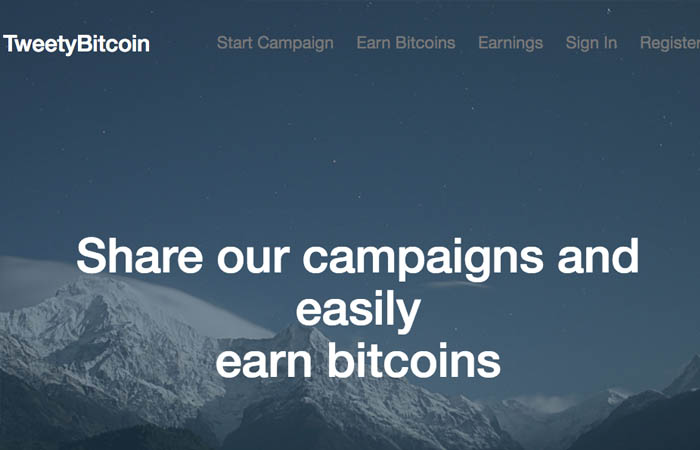 TweetyBitcoin Start Campaign Earn Bitcoins Earnings Sign In Register
Share our campaigns and
easily
earn bitcoins